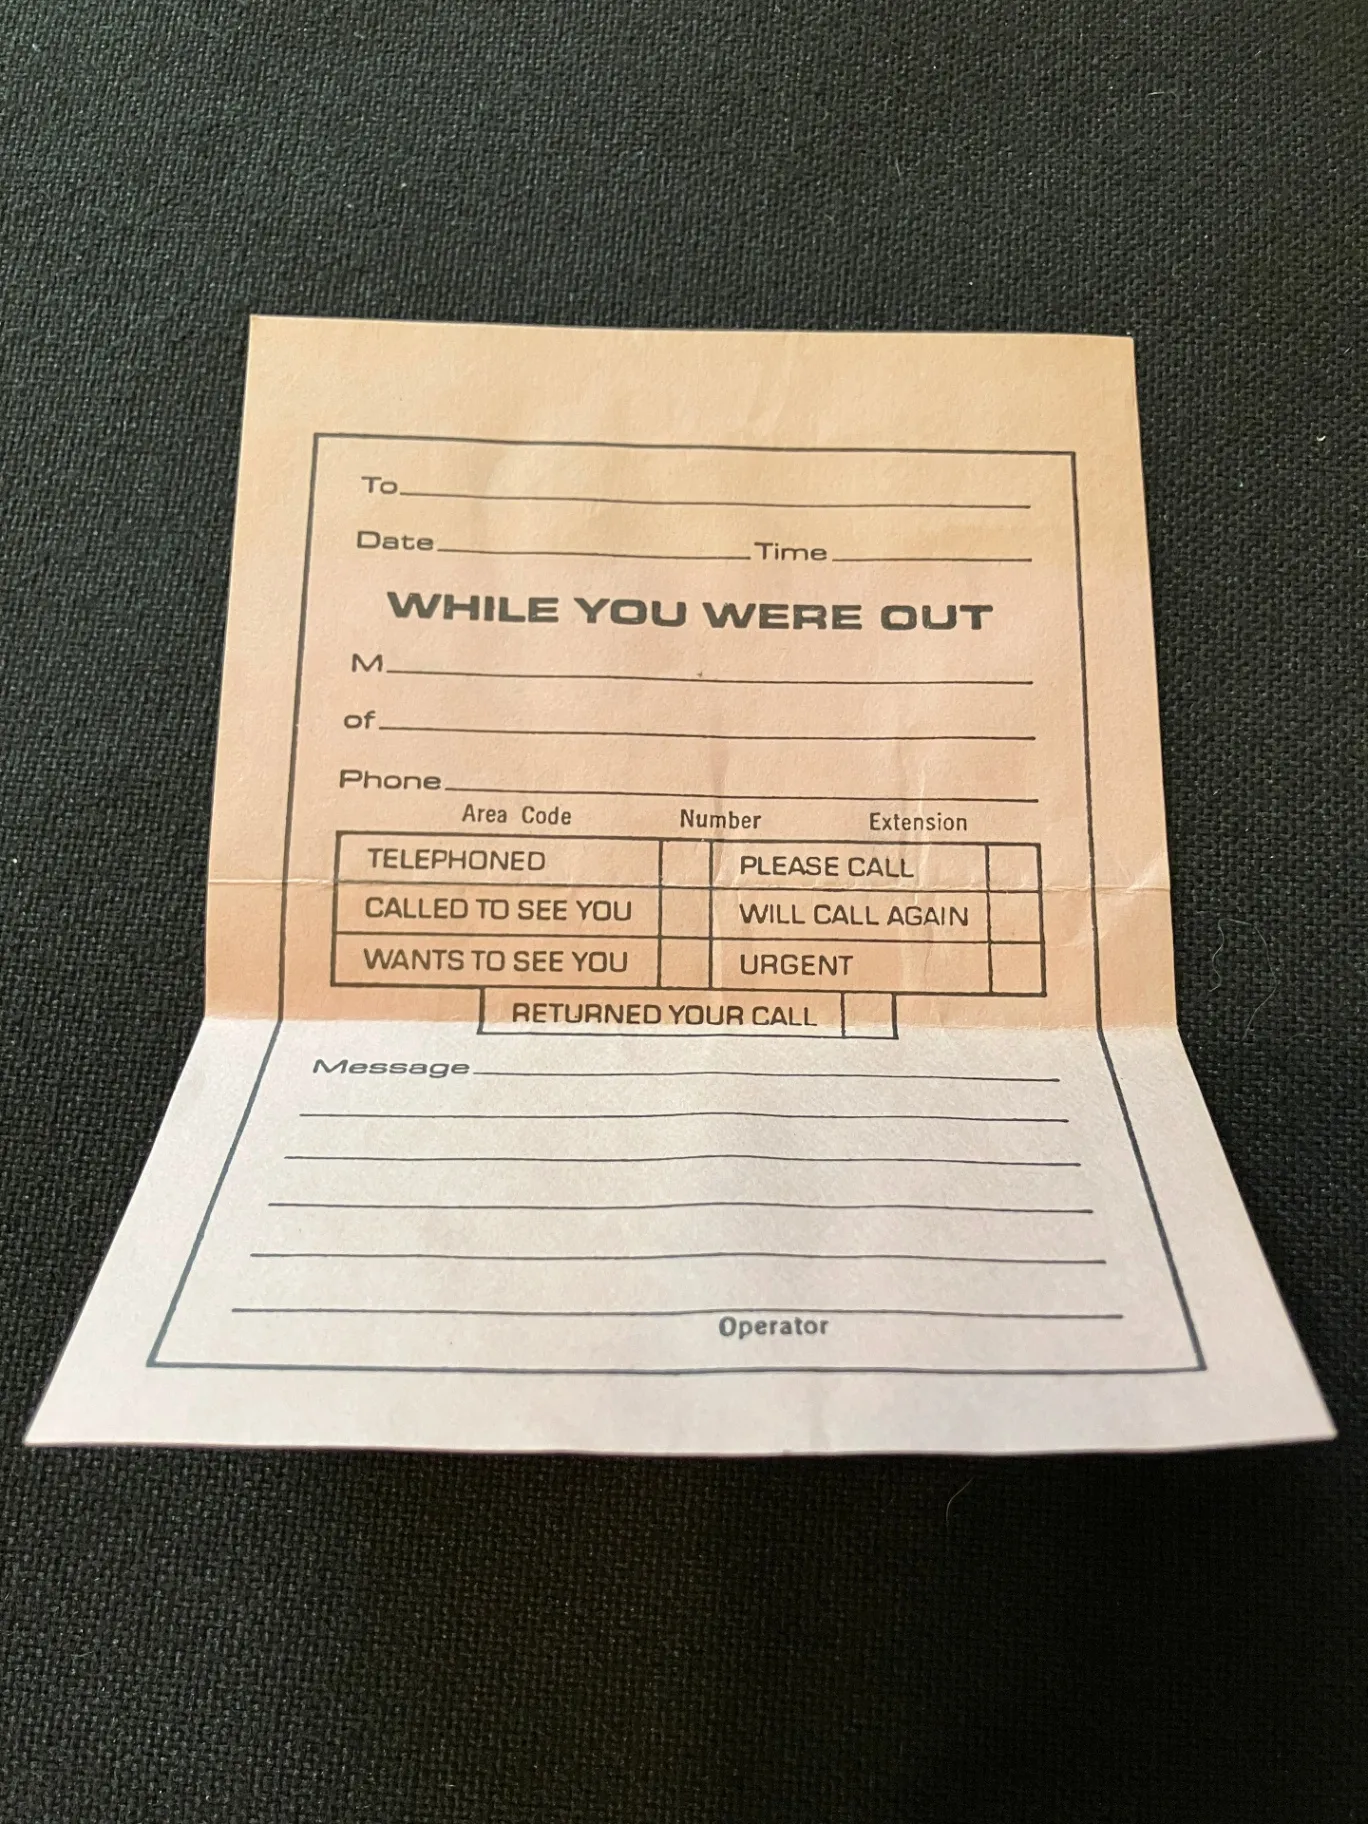 To
Date Time
WHILE YOU WERE OUT
M
of
Phone
Area Code Number Extension
TELEPHONED PLEASE CALL
CALLED TO SEE YOU WILL CALL AGAIN
WANTS TO SEE YOU URGENT
RETURNED YOUR CALL
Message
Operator